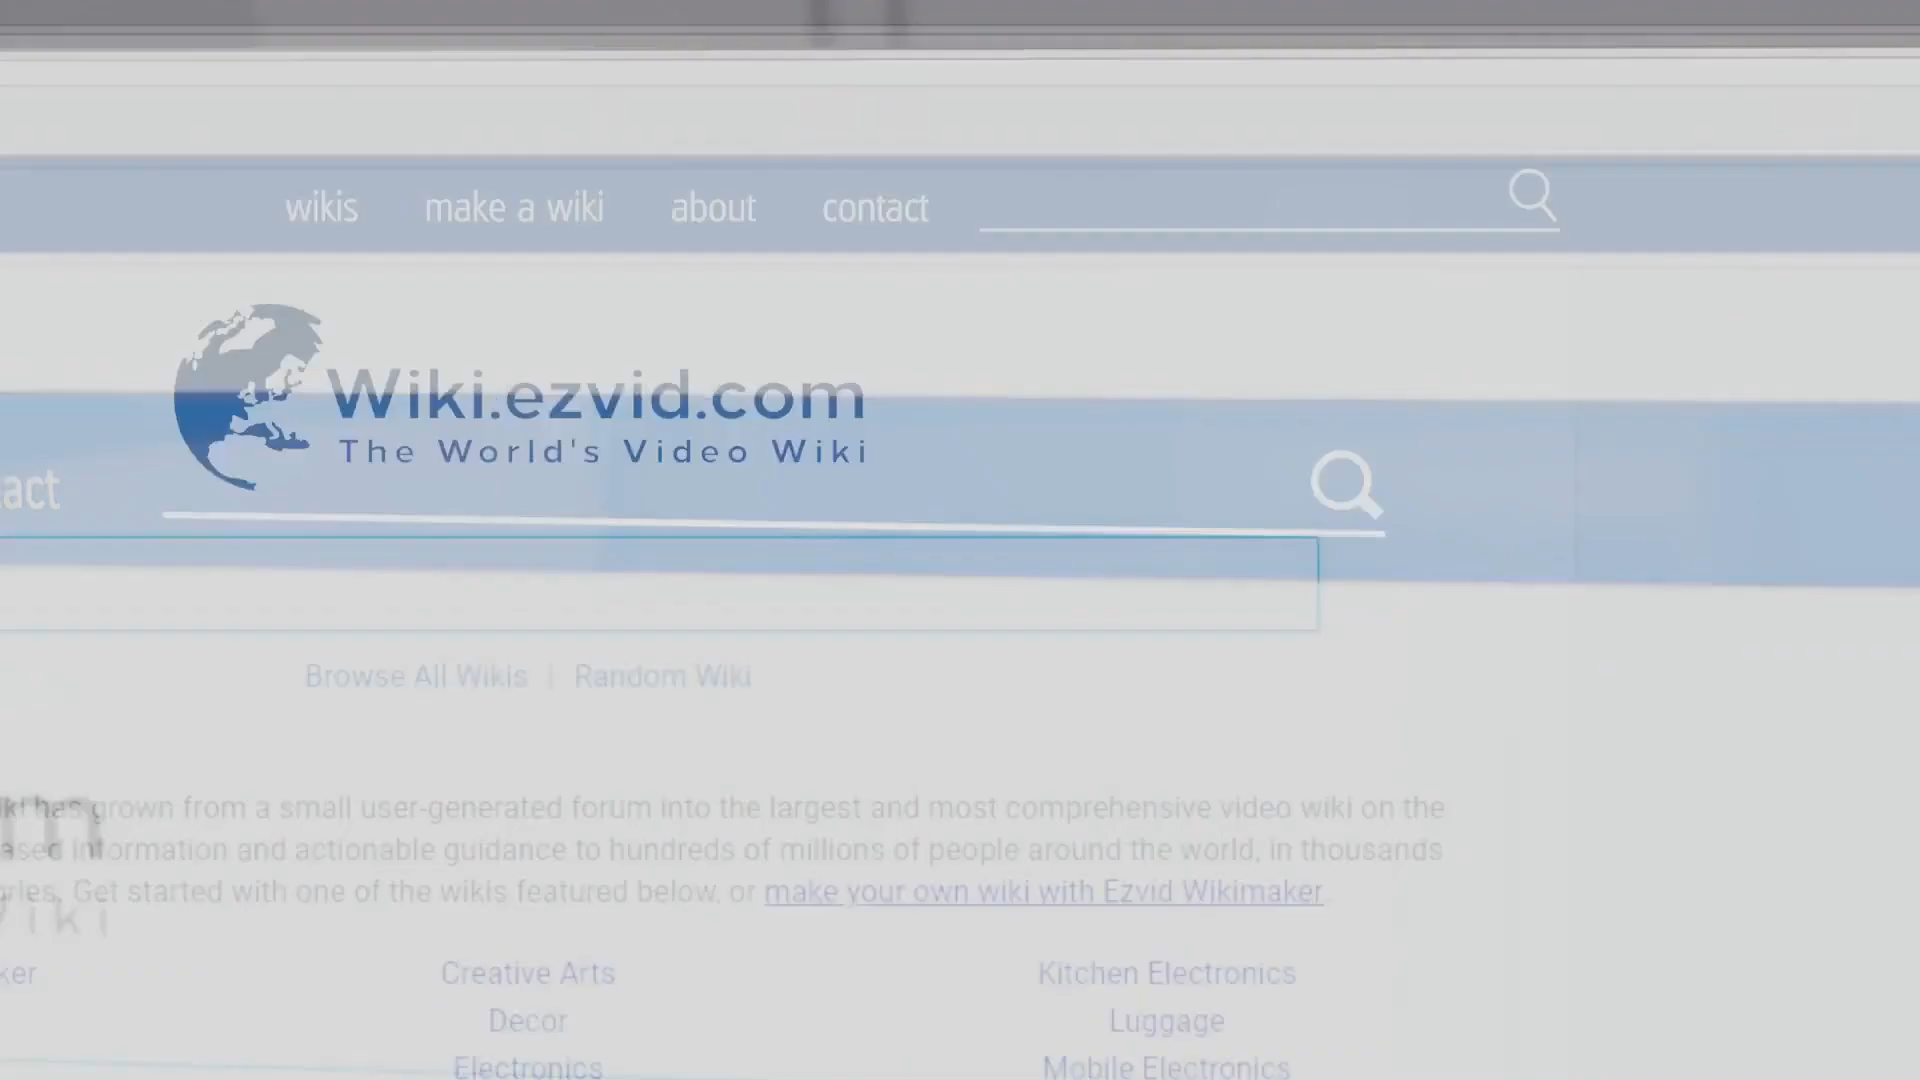 wikis make a wiki about contact
Wiki.ezvid.com
The World's Video Wiki
act
Browse All Wikis | Random Wiki
has grown from a small user-generated forum into the largest and most comprehensive video wiki on the
information and actionable guidance to hundreds of millions of people around the world, in thousands
Get started with one of the wikis featured below, or make your own wiki with Ezvid Wikimaker
m
iki
ker Creative Arts Kitchen Electronics
Decor Luggage
Electronics Mobile Electronics